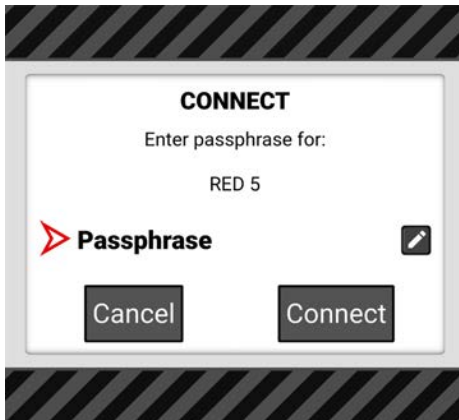 CONNECT
Enter passphrase for:
RED 5
Passphrase
Cancel Connect